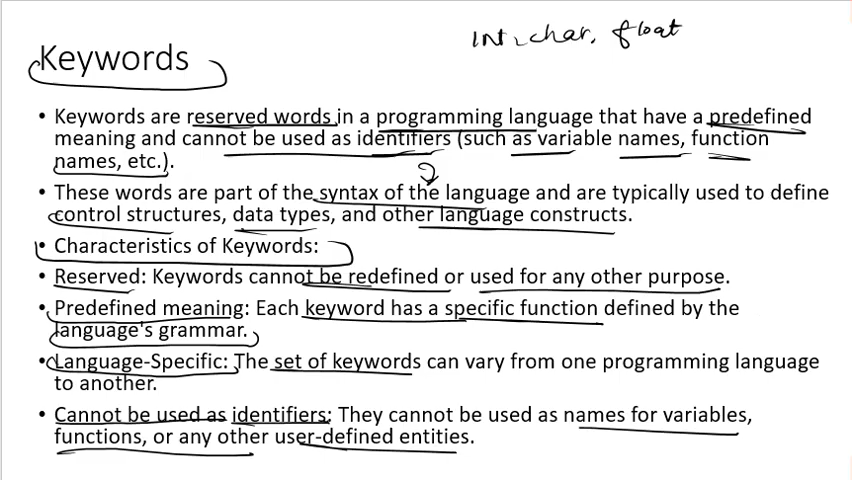 int, char, float
Keywords
• Keywords are reserved words in a programming language that have a predefined
meaning and cannot be used as identifiers (such as variable names, function
names, etc.).
• These words are part of the syntax of the language and are typically used to define
control structures, data types, and other language constructs.
• Characteristics of Keywords:
• Reserved: Keywords cannot be redefined or used for any other purpose.
• Predefined meaning: Each keyword has a specific function defined by the
language's grammar.
• Language-Specific: The set of keywords can vary from one programming language
to another.
• Cannot be used as identifiers: They cannot be used as names for variables,
functions, or any other user-defined entities.